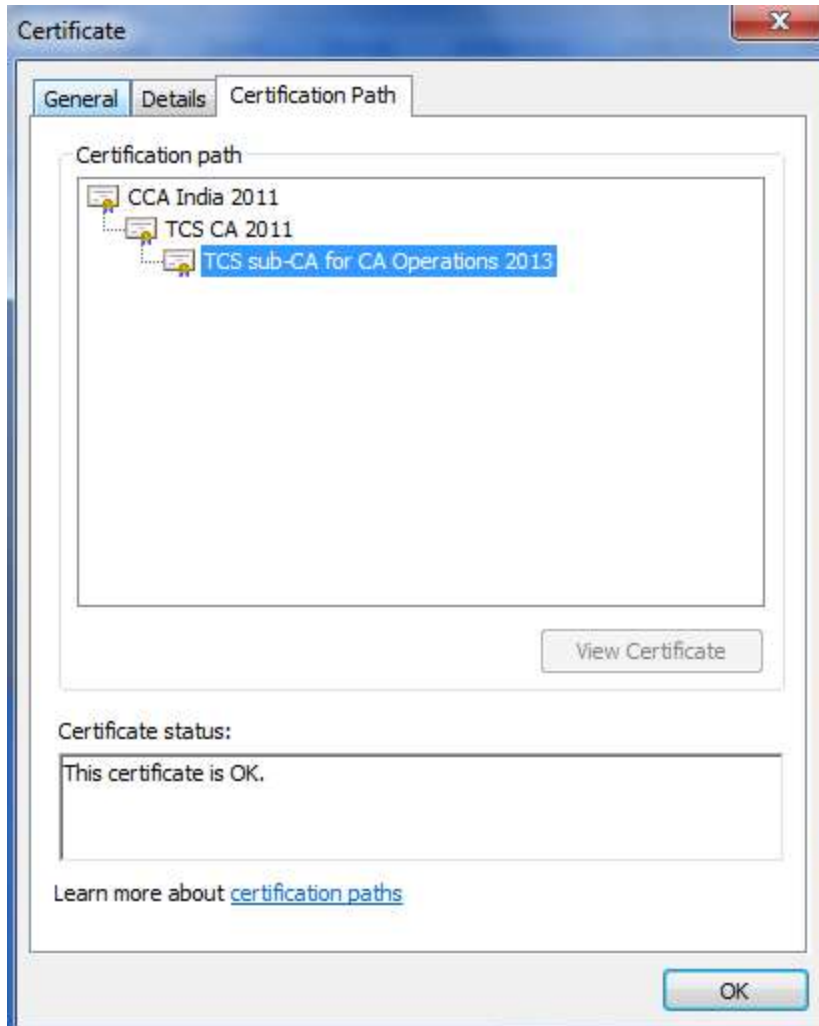 Certificate
General Details Certification Path
Certification path
CCA India 2011
TCS CA 2011
TCS sub-CA for CA Operations 2013
View Certificate
Certificate status:
This certificate is OK.
Learn more about certification paths
OK